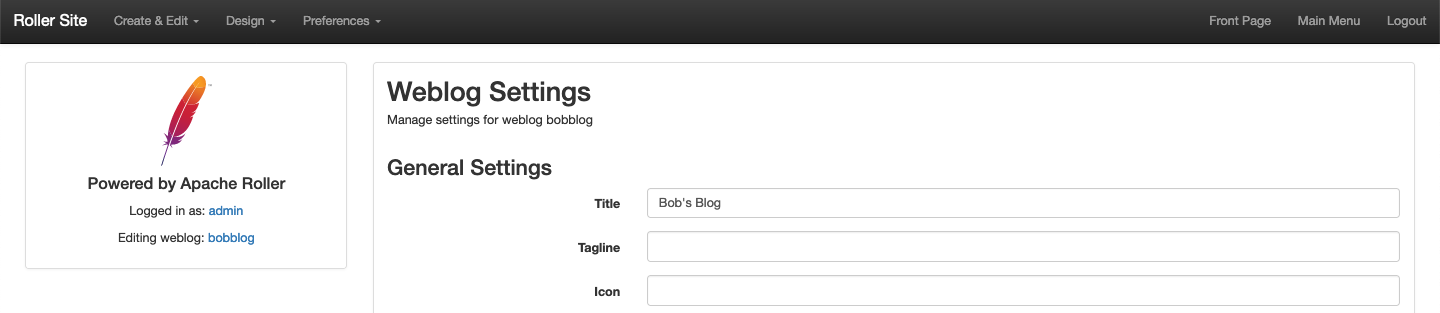 Roller Site Create & Edit Design Preferences Front Page Main Menu Logout
Powered by Apache Roller
Logged in as: admin
Editing weblog: bobblog
Weblog Settings
Manage settings for weblog bobblog
General Settings
Title Bob's Blog
Tagline
Icon